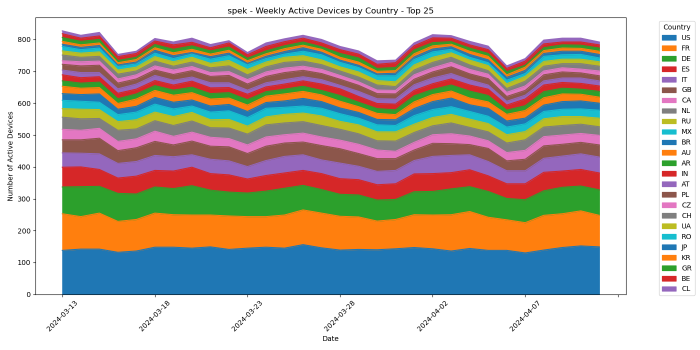 spek - Weekly Active Devices by Country - Top 25
Number of Active Devices
800
700
600
500
400
300
200
100
0
2024-03-13
2024-03-18
2024-03-23
2024-03-28
2024-04-02
2024-04-07
Date
Country
US
FR
DE
ES
IT
GB
CA
NL
RU
MX
BR
AU
AR
IN
AT
PL
CZ
CH
UA
RO
JP
KR
GR
BE
CL